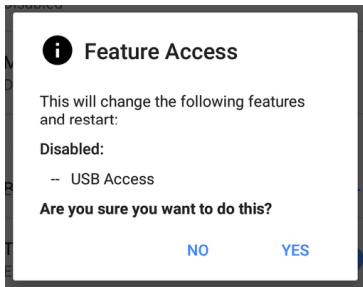 Disabled
Feature Access
This will change the following features
and restart:
Disabled:
-- USB Access
Are you sure you want to do this?
NO
YES